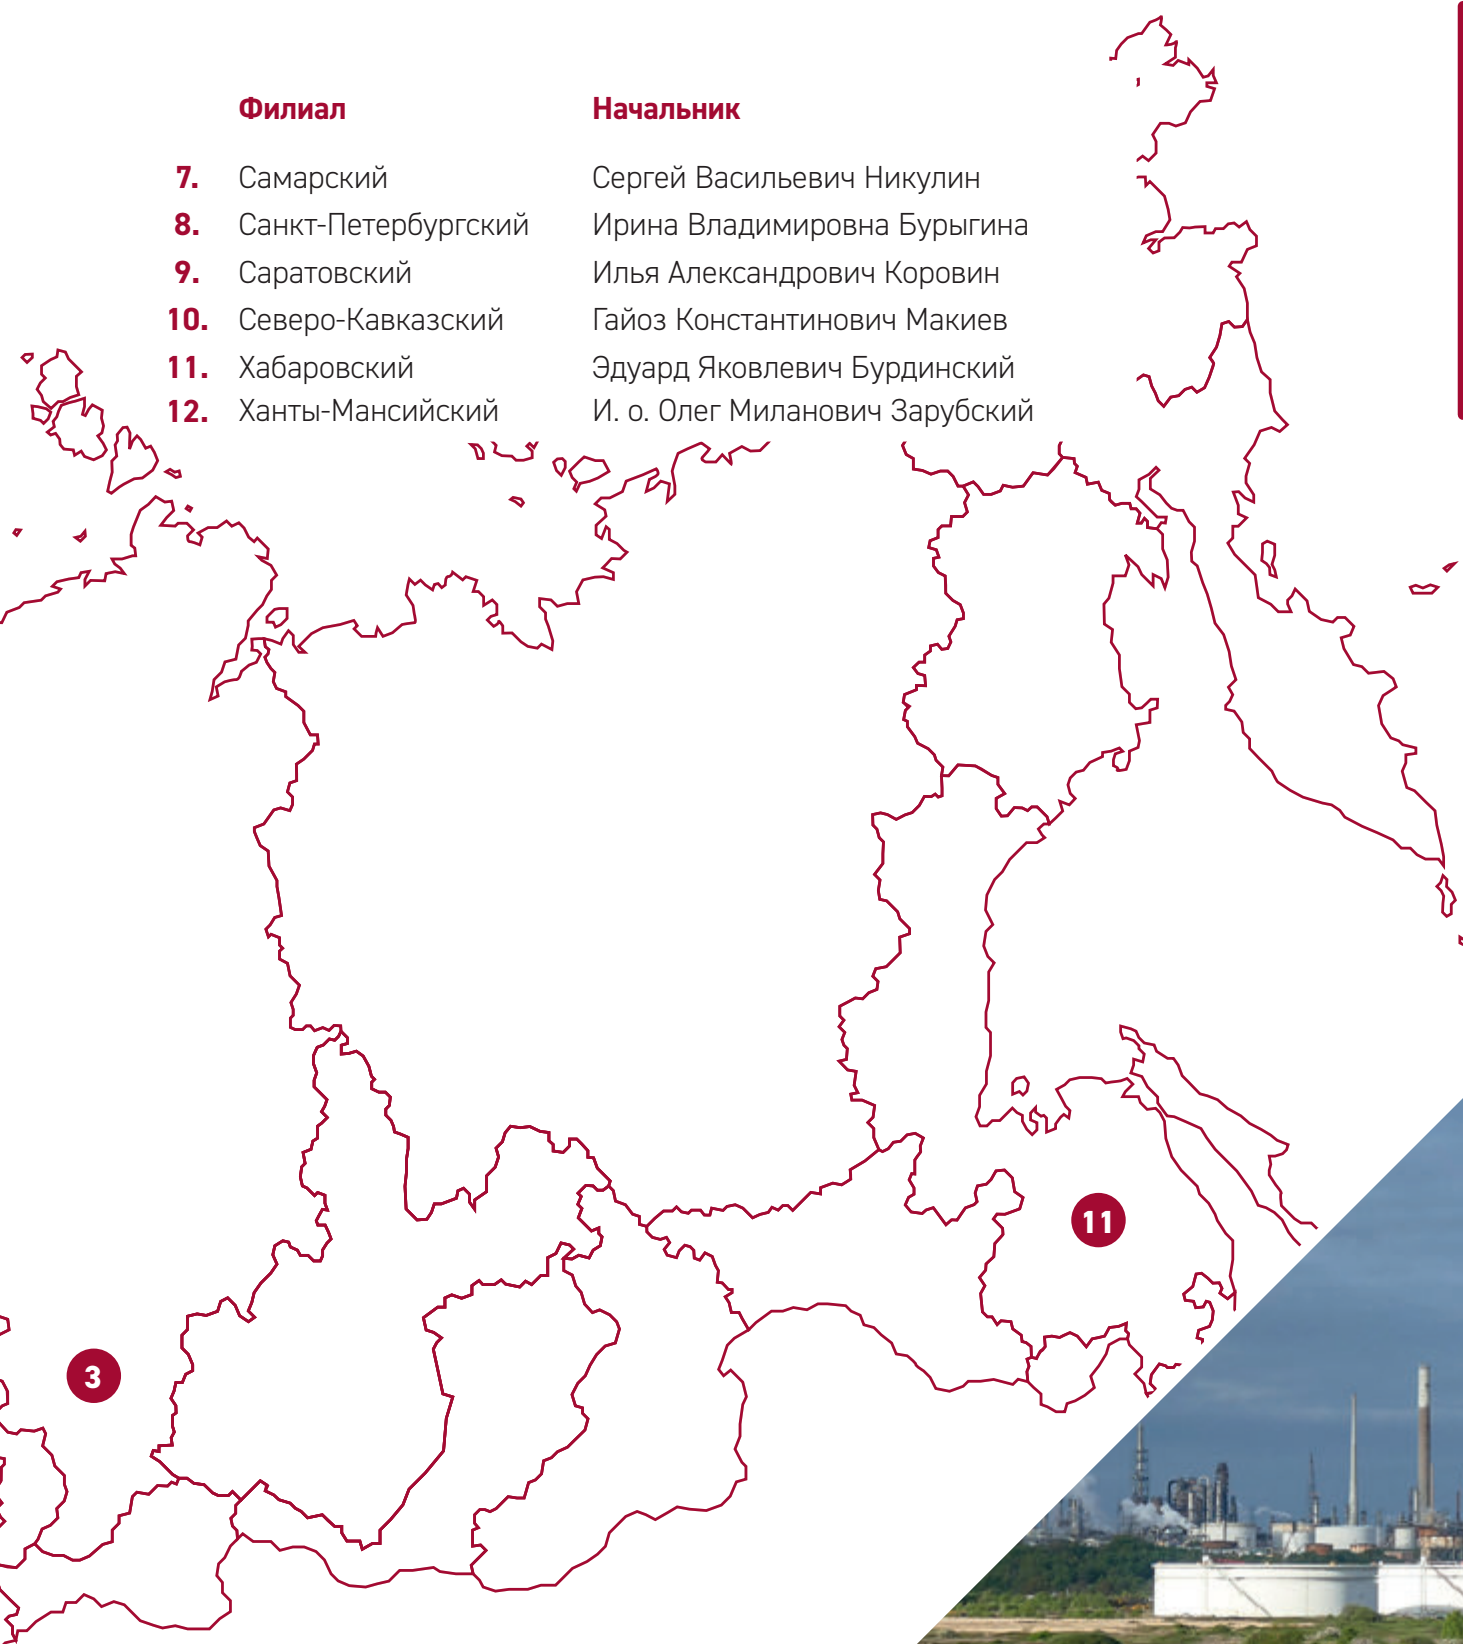 Филиал Начальник
7. Самарский Сергей Васильевич Никулин
8. Санкт-Петербургский Ирина Владимировна Бурыгина
9. Саратовский Илья Александрович Коровин
10. Северо-Кавказский Гайоз Константинович Макиев
11. Хабаровский Эдуард Яковлевич Бурдинский
12. Ханты-Мансийский И. о. Олег Миланович Зарубский
11
3